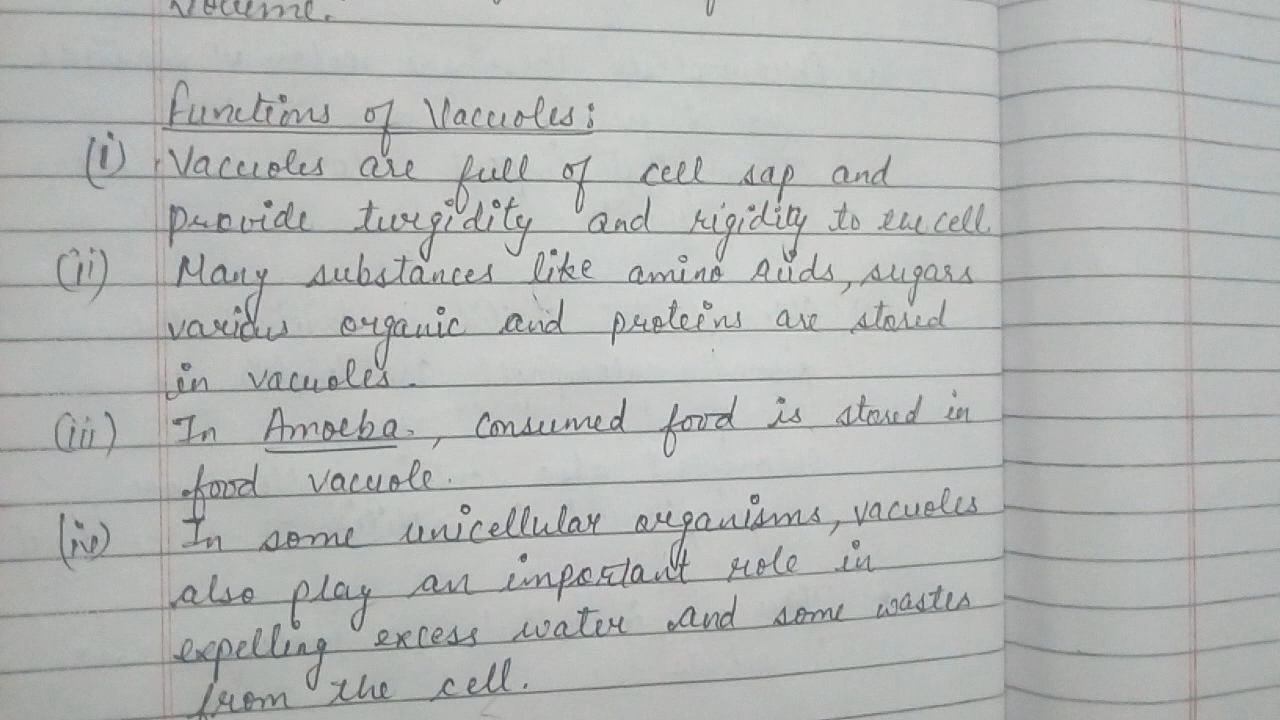 Volume.
Functions of Vacuoles:
(i) Vacuoles are full of cell sap and
provide turgidity and rigidity to the cell.
(ii) Many substances like amino acids, sugars
various organic and proteins are stored
in vacuoles.
(iii) In Amoeba, consumed food is stored in
food vacuole.
(iv) In some unicellular organisms, vacuoles
also play an important role in
expelling excess water and some wastes
from the cell.